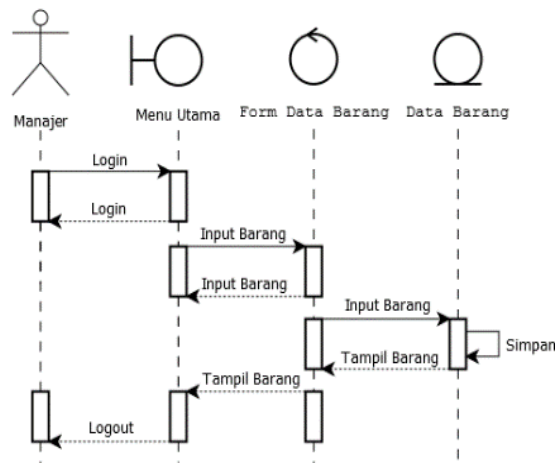 Manajer
Menu Utama
Form Data Barang
Data Barang
Login
Login
Input Barang
Input Barang
Input Barang
Simpan
Tampil Barang
Tampil Barang
Logout